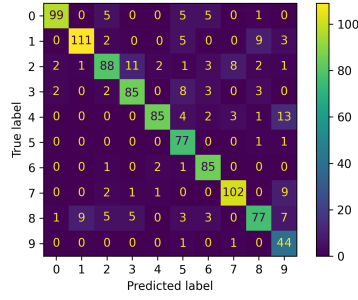 0 99 0 5 0 0 5 5 0 1 0
1 0 111 2 0 0 5 0 0 9 3
2 2 1 88 11 2 1 3 8 2 1
3 2 0 2 85 0 8 3 0 3 0
4 0 0 0 0 85 4 2 3 1 13
5 0 0 0 0 0 77 0 0 1 1
6 0 0 1 0 2 1 85 0 0 0
7 0 0 2 1 1 0 0 102 0 9
8 1 9 5 5 0 3 3 0 77 7
9 0 0 0 0 0 1 0 1 0 44
0 1 2 3 4 5 6 7 8 9
Predicted label
True label
100
80
60
40
20
0